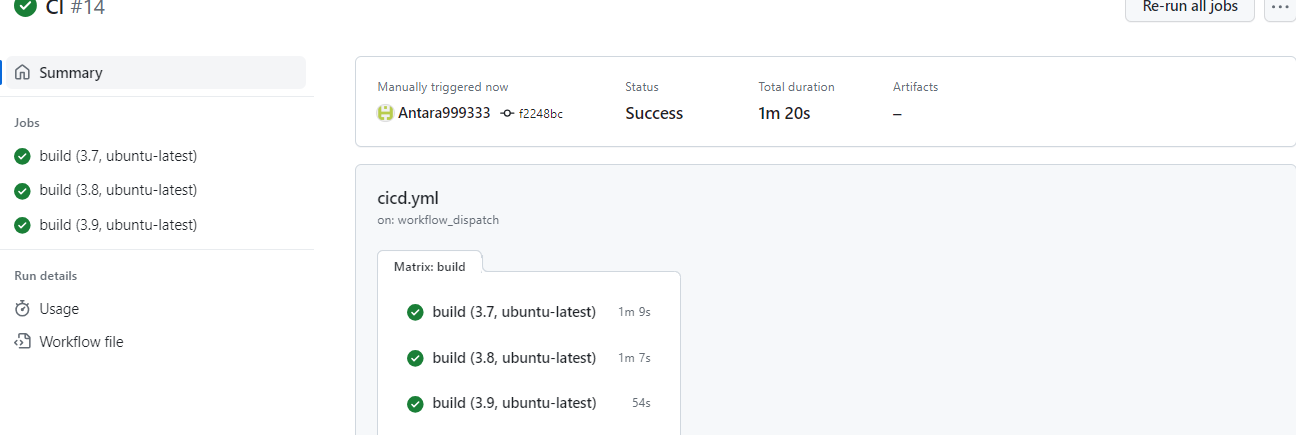 CI #14
Re-run all jobs
Summary
Jobs
build (3.7, ubuntu-latest)
build (3.8, ubuntu-latest)
build (3.9, ubuntu-latest)
Run details
Usage
Workflow file
Manually triggered now
Antara999333 f2248bc
Status
Success
Total duration
1m 20s
Artifacts
–
cicd.yml
on: workflow_dispatch
Matrix: build
build (3.7, ubuntu-latest) 1m 9s
build (3.8, ubuntu-latest) 1m 7s
build (3.9, ubuntu-latest) 54s